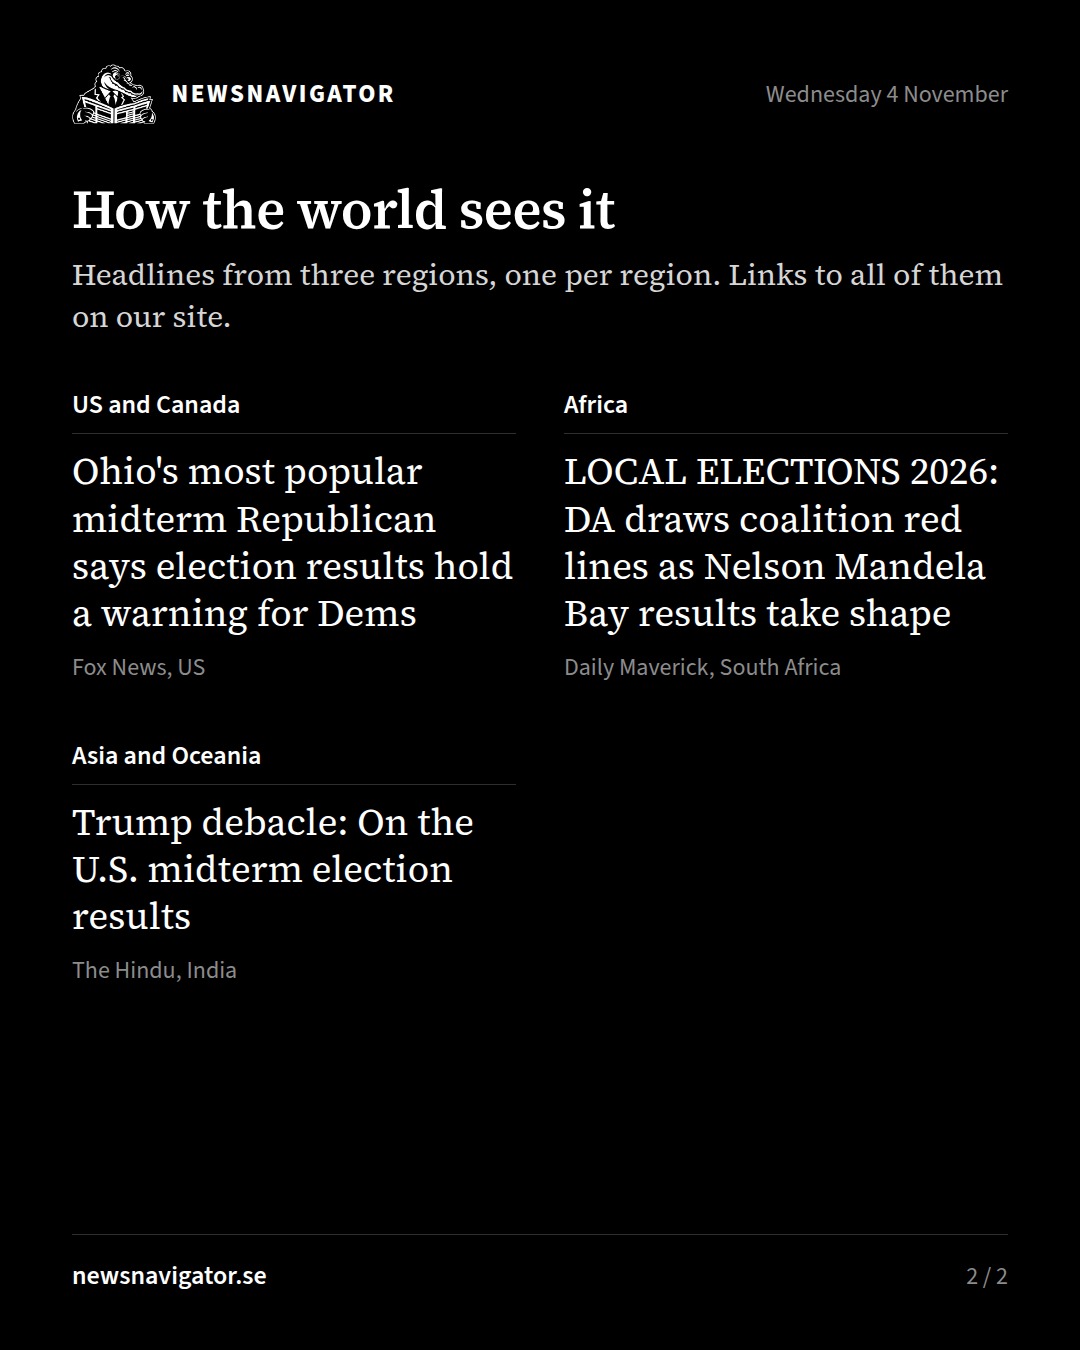 NEWSNAVIGATOR
Wednesday 4 November
How the world sees it
Headlines from three regions, one per region. Links to all of them
on our site.
US and Canada
Ohio's most popular
midterm Republican
says election results hold
a warning for Dems
Fox News, US
Africa
LOCAL ELECTIONS 2026:
DA draws coalition red
lines as Nelson Mandela
Bay results take shape
Daily Maverick, South Africa
Asia and Oceania
Trump debacle: On the
U.S. midterm election
results
The Hindu, India
newsnavigator.se
2 / 2